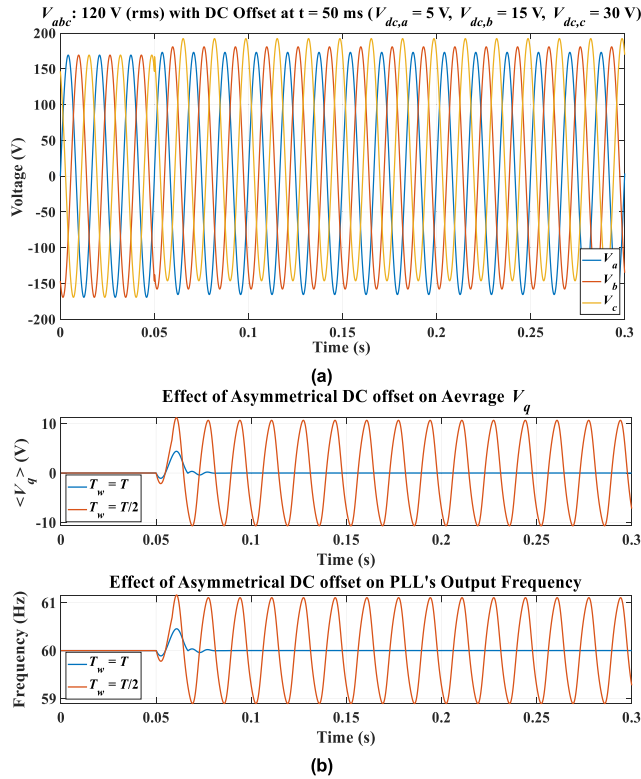 V_abc: 120 V (rms) with DC Offset at t = 50 ms (V_dc,a = 5 V, V_dc,b = 15 V, V_dc,c = 30 V)
200
150
100
50
0
-50
-100
-150
-200
Voltage (V)
V_a
V_b
V_c
0 0.05 0.1 0.15 0.2 0.25 0.3
Time (s)
(a)
Effect of Asymmetrical DC offset on Aevrage V_q
10
0
-10
<V_q> (V)
T_w = T
T_w = T/2
0 0.05 0.1 0.15 0.2 0.25 0.3
Time (s)
Effect of Asymmetrical DC offset on PLL's Output Frequency
61
60
59
Frequency (Hz)
T_w = T
T_w = T/2
0 0.05 0.1 0.15 0.2 0.25 0.3
Time (s)
(b)